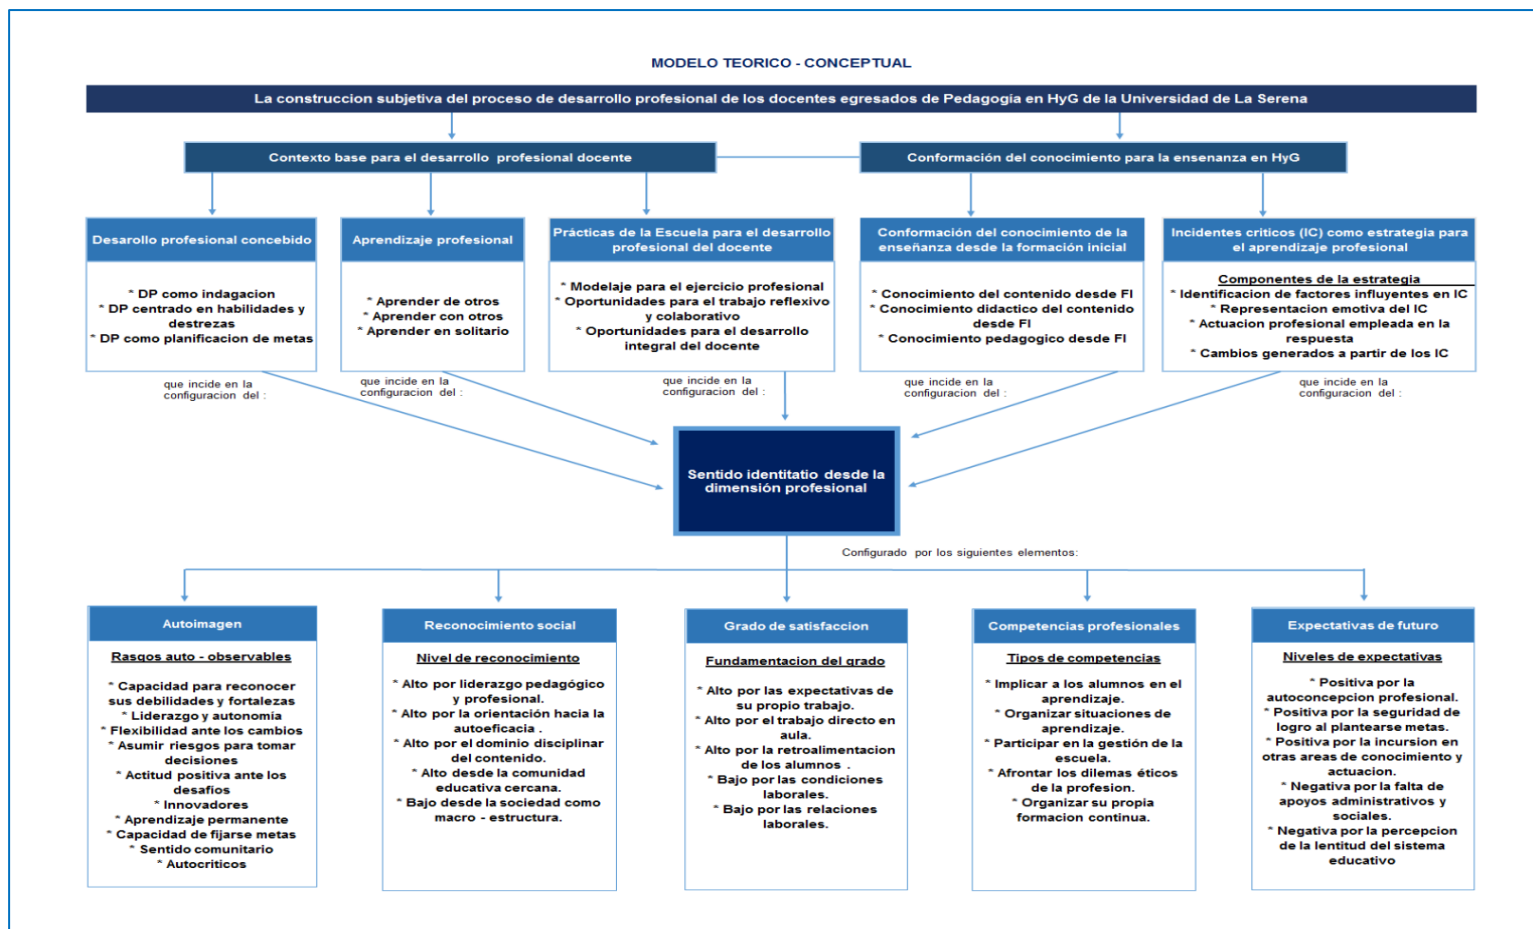 MODELO TEORICO - CONCEPTUAL
La construccion subjetiva del proceso de desarrollo profesional de los docentes egresados de Pedagogía en HyG de la Universidad de La Serena
Contexto base para el desarrollo profesional docente
Conformación del conocimiento para la ensenanza en HyG
Desarollo profesional concebido
* DP como indagacion
* DP centrado en habilidades y
destrezas
* DP como planificacion de metas
Aprendizaje profesional
* Aprender de otros
* Aprender con otros
* Aprender en solitario
Prácticas de la Escuela para el desarrollo
profesional del docente
* Modelaje para el ejercicio profesional
* Oportunidades para el trabajo reflexivo
y colaborativo
* Oportunidades para el desarrollo
integral del docente
Conformación del conocimiento de la
enseñanza desde la formación inicial
* Conocimiento del contenido desde FI
* Conocimiento didactico del contenido
desde FI
* Conocimiento pedagogico desde FI
Incidentes criticos (IC) como estrategia para
el aprendizaje profesional
Componentes de la estrategia
* Identificacion de factores influyentes en IC
* Representacion emotiva del IC
* Actuacion profesional empleada en la
respuesta
* Cambios generados a partir de los IC
que incide en la
configuracion del :
que incide en la
configuracion del :
que incide en la
configuracion del :
que incide en la
configuracion del :
que incide en la
configuracion del :
Sentido identitatio desde la
dimensión profesional
Configurado por los siguientes elementos:
Autoimagen
Rasgos auto - observables
* Capacidad para reconocer
sus debilidades y fortalezas
* Liderazgo y autonomía
* Flexibilidad ante los cambios
* Asumir riesgos para tomar
decisiones
* Actitud positiva ante los
desafios
* Innovadores
* Aprendizaje permanente
* Capacidad de fijarse metas
* Sentido comunitario
* Autocriticos
Reconocimiento social
Nivel de reconocimiento
* Alto por liderazgo pedagógico
y profesional.
* Alto por la orientación hacia la
autoeficacia .
* Alto por el dominio disciplinar
del contenido.
* Alto desde la comunidad
educativa cercana.
* Bajo desde la sociedad como
macro - estructura.
Grado de satisfaccion
Fundamentacion del grado
* Alto por las expectativas de
su propio trabajo.
* Alto por el trabajo directo en
aula.
* Alto por la retroalimentacion
de los alumnos .
* Bajo por las condiciones
laborales.
* Bajo por las relaciones
laborales.
Competencias profesionales
Tipos de competencias
* Implicar a los alumnos en el
aprendizaje.
* Organizar situaciones de
aprendizaje.
* Participar en la gestión de la
escuela.
* Afrontar los dilemas éticos
de la profesion.
* Organizar su propia
formacion continua.
Expectativas de futuro
Niveles de expectativas
* Positiva por la
autoconcepcion profesional.
* Positiva por la seguridad de
logro al plantearse metas.
* Positiva por la incursion en
otras areas de conocimiento y
actuacion.
* Negativa por la falta de
apoyos administrativos y
sociales.
* Negativa por la percepcion
de la lentitud del sistema
educativo